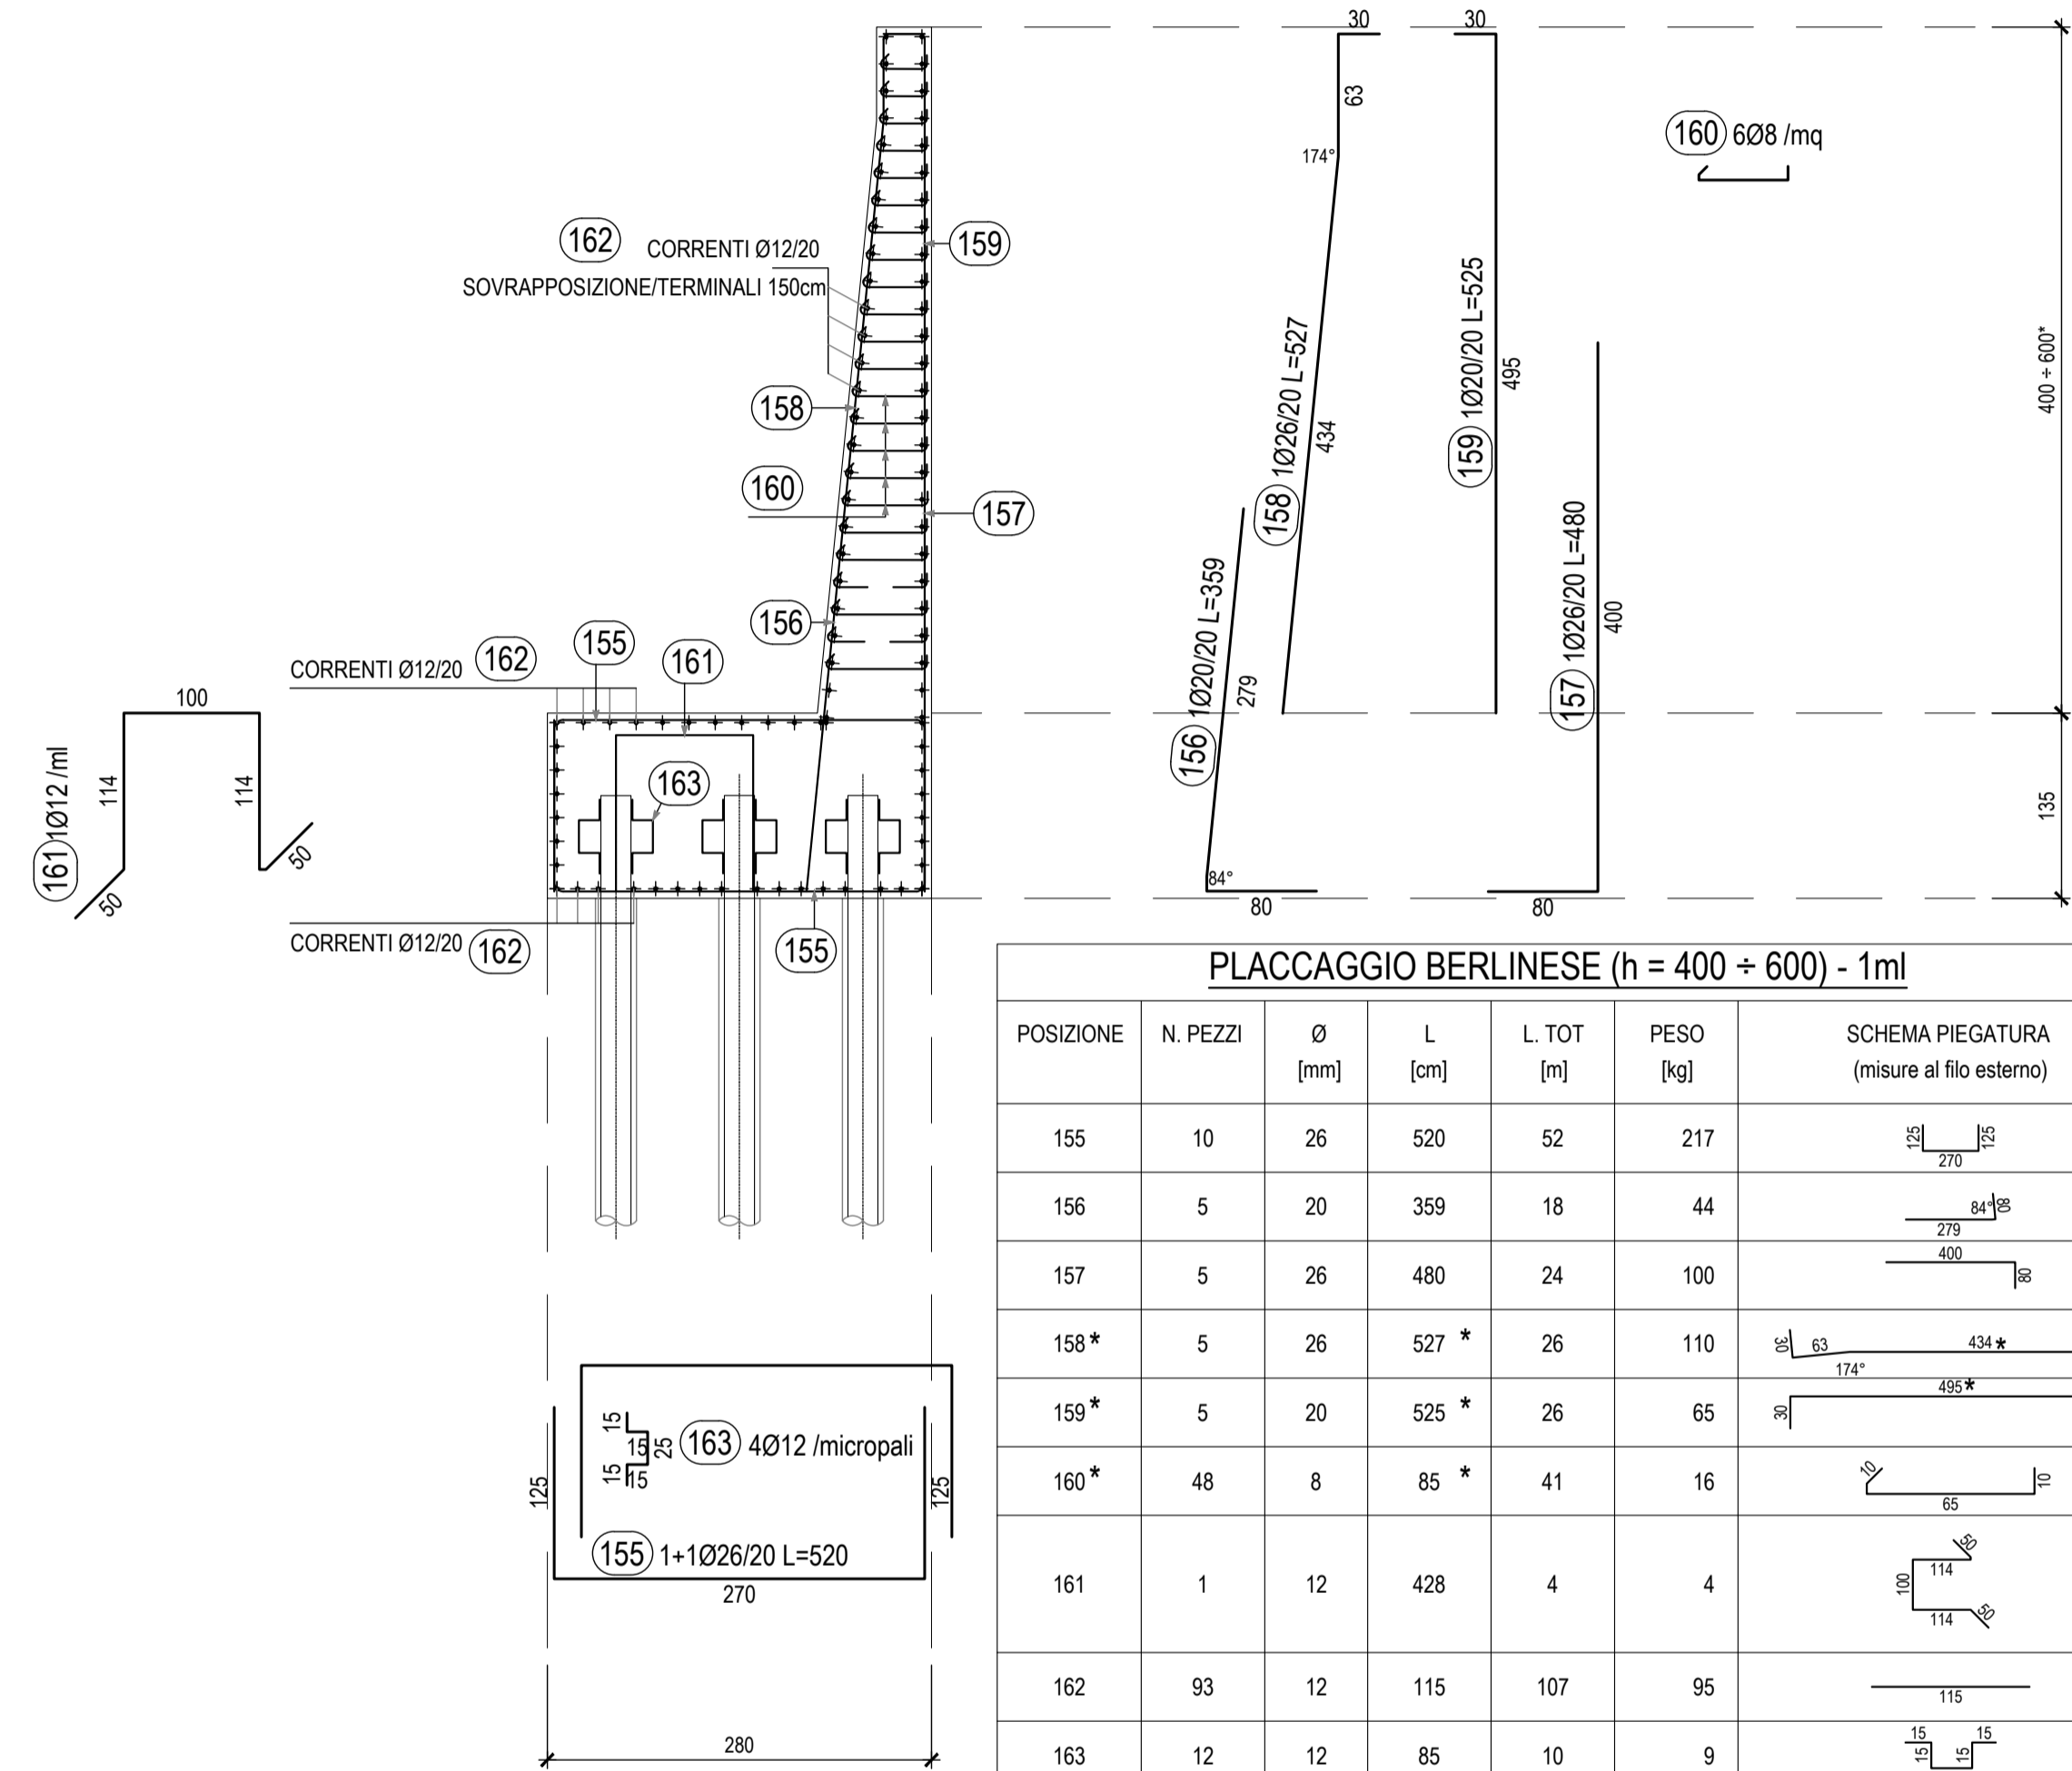 30
30
63
174°
160 6Ø8 /mq
162 CORRENTI Ø12/20
SOVRAPPOSIZIONE/TERMINALI 150cm
159
158
160
157
156
155
161
163
CORRENTI Ø12/20 162
CORRENTI Ø12/20 162
155
100
114
114
161 1Ø12 /ml
50
50
158 1Ø26/20 L=527
434
159 1Ø20/20 L=525
495
156 1Ø20/20 L=359
279
157 1Ø26/20 L=480
400
84°
80
80
400 ÷ 600*
135
15
15
25
15
15
163 4Ø12 /micropali
125
125
155 1+1Ø26/20 L=520
270
280
PLACCAGGIO BERLINESE (h = 400 ÷ 600) - 1ml
POSIZIONE N. PEZZI Ø [mm] L [cm] L. TOT [m] PESO [kg] SCHEMA PIEGATURA (misure al filo esterno)
155 10 26 520 52 217 125 125 270
156 5 20 359 18 44 84° 80 279
157 5 26 480 24 100 400 80
158* 5 26 527 * 26 110 30 63 434* 174°
159* 5 20 525 * 26 65 30 495*
160* 48 8 85 * 41 16 10 65 10
161 1 12 428 4 4 50 114 100 114 50
162 93 12 115 107 95 115
163 12 12 85 10 9 15 15 15 15